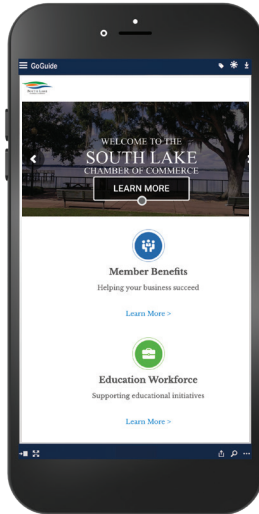 GoGuide
WELCOME TO THE
SOUTH LAKE
CHAMBER OF COMMERCE
LEARN MORE
Member Benefits
Helping your business succeed
Learn More >
Education Workforce
Supporting educational initiatives
Learn More >